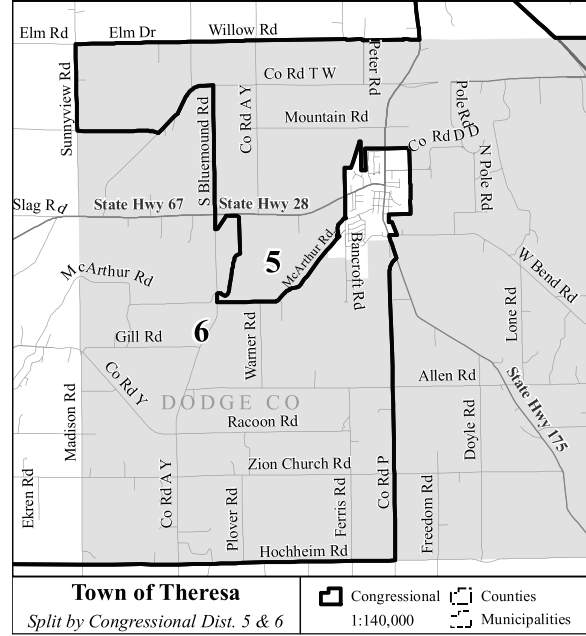 Elm Rd
Elm Dr
Willow Rd
Sunnyview Rd
S Bluemound Rd
Co Rd A Y
Co Rd T W
Peter Rd
Mountain Rd
Pole Rd
Co Rd D D
N Pole Rd
Slag Rd
State Hwy 67
State Hwy 28
McArthur Rd
5
McArthur Rd
Bancroft Rd
W Bend Rd
Lone Rd
6
Gill Rd
Warner Rd
Co Rd Y
Allen Rd
State Hwy 175
DODGE CO
Madison Rd
Racoon Rd
Doyle Rd
Zion Church Rd
Ekren Rd
Co Rd A Y
Plover Rd
Ferris Rd
Co Rd P
Freedom Rd
Hochheim Rd
Town of Theresa
Split by Congressional Dist. 5 & 6
Congressional
Counties
1:140,000
Municipalities